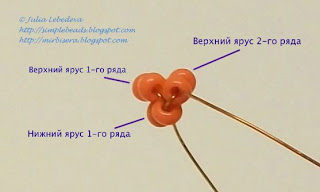 © Julia Lebedeva
http://simplebeads.blogspot.com
http://mirbisera.blogspot.com
Верхний ярус 2-го ряда
Верхний ярус 1-го ряда
Нижний ярус 1-го ряда